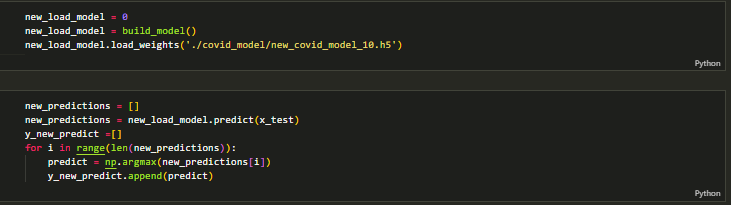 new_load_model = 0
new_load_model = build_model()
new_load_model.load_weights('./covid_model/new_covid_model_10.h5')
Python
new_predictions = []
new_predictions = new_load_model.predict(x_test)
y_new_predict =[]
for i in range(len(new_predictions)):
    predict = np.argmax(new_predictions[i])
    y_new_predict.append(predict)
Python